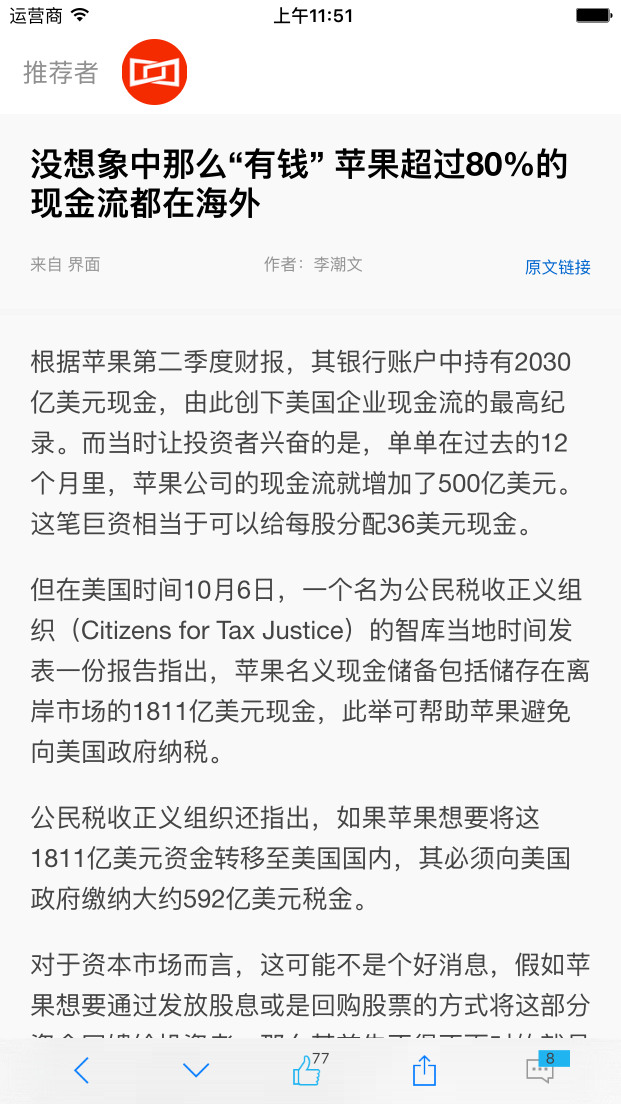 运营商 上午11:51
推荐者
没想象中那么“有钱” 苹果超过80%的
现金流都在海外
来自 界面 作者：李潮文 原文链接
根据苹果第二季度财报，其银行账户中持有2030
亿美元现金，由此创下美国企业现金流的最高纪
录。而当时让投资者兴奋的是，单单在过去的12
个月里，苹果公司的现金流就增加了500亿美元。
这笔巨资相当于可以给每股分配36美元现金。
但在美国时间10月6日，一个名为公民税收正义组
织（Citizens for Tax Justice）的智库当地时间发
表一份报告指出，苹果名义现金储备包括储存在离
岸市场的1811亿美元现金，此举可帮助苹果避免
向美国政府纳税。
公民税收正义组织还指出，如果苹果想要将这
1811亿美元资金转移至美国国内，其必须向美国
政府缴纳大约592亿美元税金。
对于资本市场而言，这可能不是个好消息，假如苹
果想要通过发放股息或是回购股票的方式将这部分
77 8